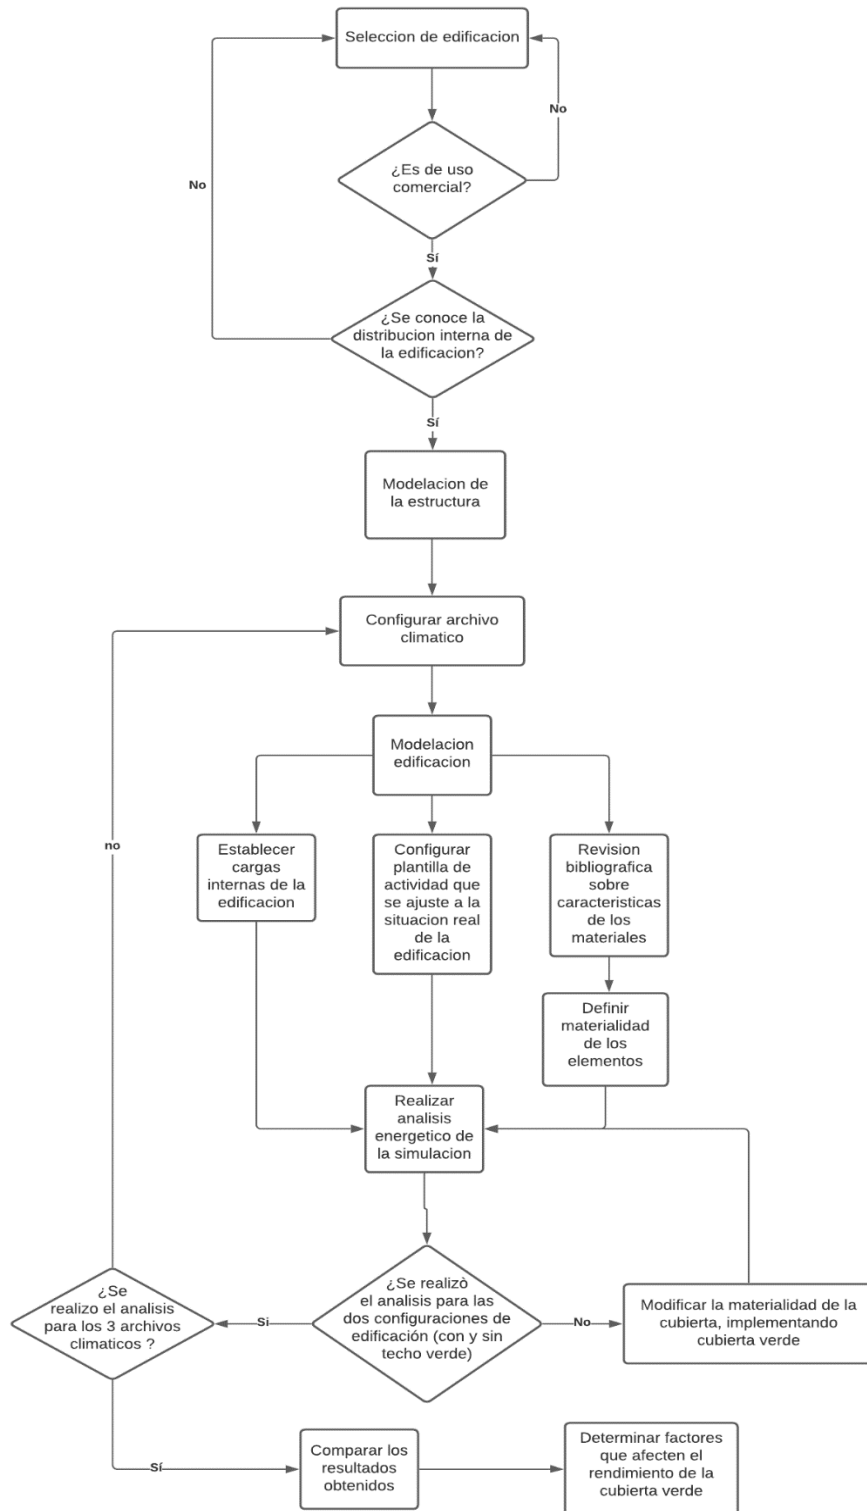 Seleccion de edificacion
No
¿Es de uso
comercial?
No
Sí
¿Se conoce la
distribucion interna de
la edificacion?
Sí
Modelacion de
la estructura
Configurar archivo
climatico
Modelacion
edificacion
no
Establecer
cargas
internas de la
edificacion
Configurar
plantilla de
actividad que
se ajuste a la
situacion real
de la
edificacion
Revision
bibliografica
sobre
caracteristicas
de los
materiales
Definir
materialidad
de los
elementos
Realizar
analisis
energetico de
la simulacion
¿Se realizò
el analisis para las
dos configuraciones de
edificación (con y sin
techo verde)
No
Modificar la materialidad de la
cubierta, implementando
cubierta verde
Si
¿Se
realizo el analisis
para los 3 archivos
climaticos ?
Sí
Comparar los
resultados
obtenidos
Determinar factores
que afecten el
rendimiento de la
cubierta verde